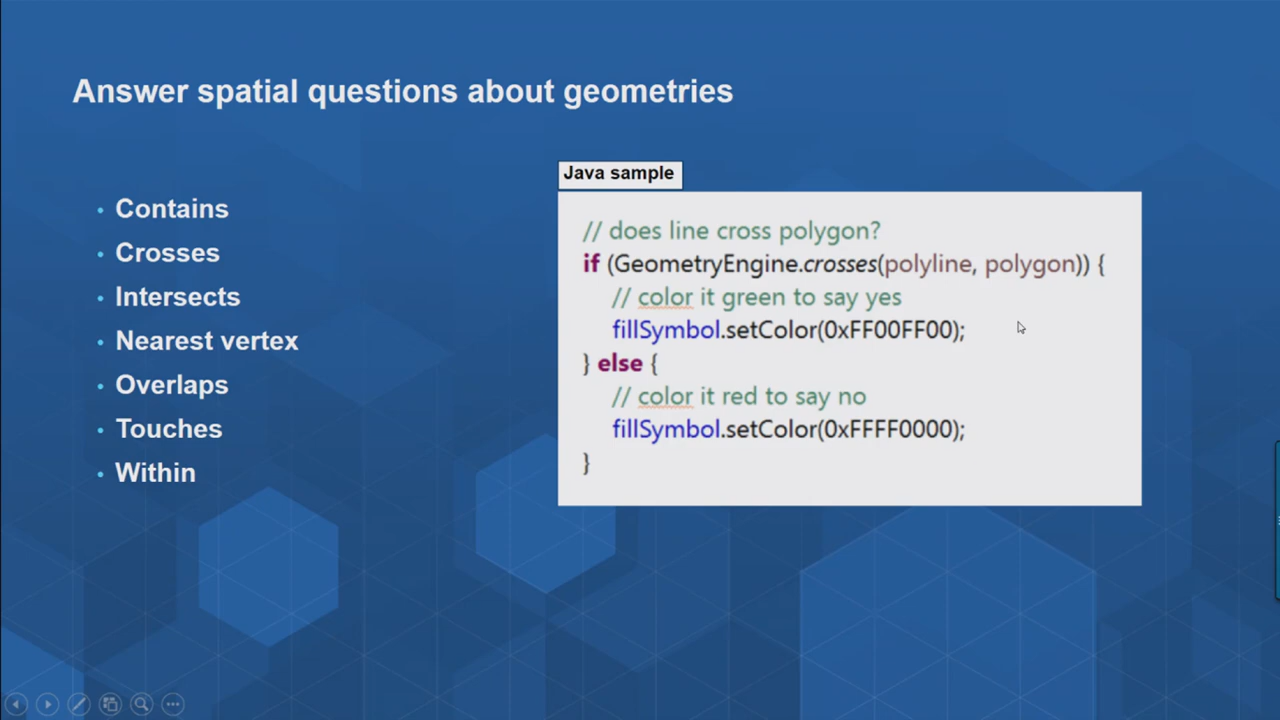 Answer spatial questions about geometries
• Contains
• Crosses
• Intersects
• Nearest vertex
• Overlaps
• Touches
• Within
Java sample
// does line cross polygon?
if (GeometryEngine.crosses(polyline, polygon)) {
// color it green to say yes
fillSymbol.setColor(0xFF00FF00);
} else {
// color it red to say no
fillSymbol.setColor(0xFFFF0000);
}